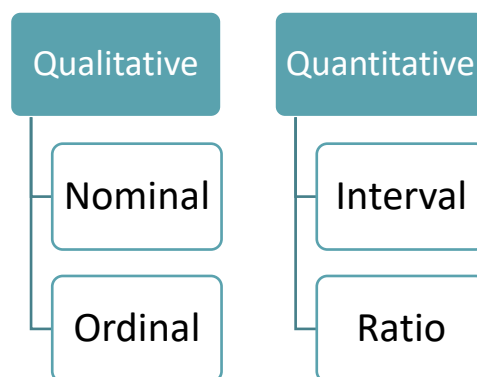 Qualitative
Nominal
Ordinal
Quantitative
Interval
Ratio